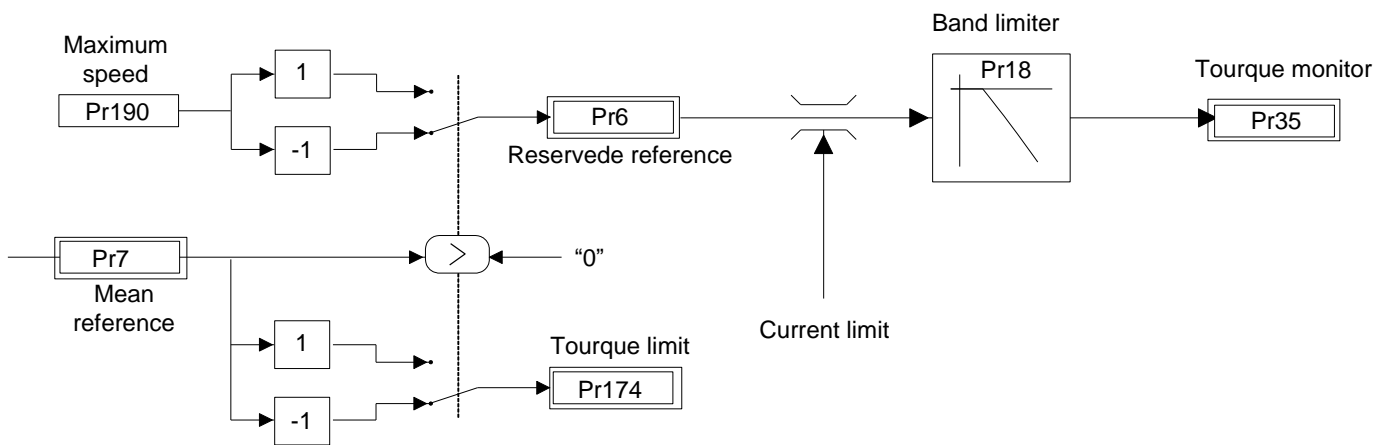 Band limiter
Maximum
speed
1
Pr18
Tourque monitor
Pr190
Pr6
Pr35
-1
Reservede reference
Pr7
>
“0”
Mean
reference
1
Current limit
Tourque limit
Pr174
-1